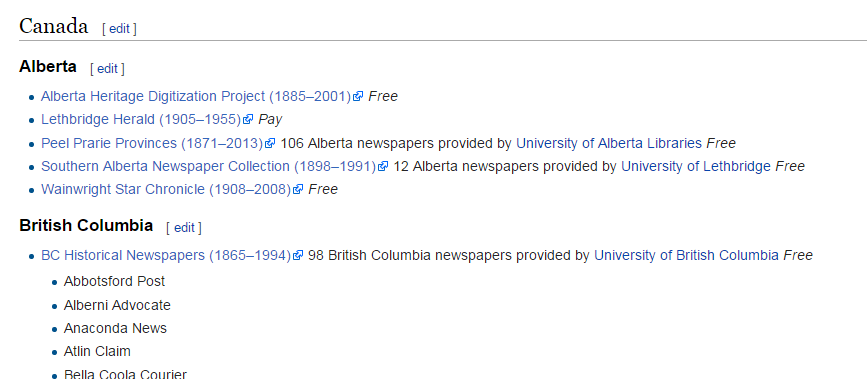 Canada [ edit ]
Alberta [ edit ]
Alberta Heritage Digitization Project (1885–2001) Free
Lethbridge Herald (1905–1955) Pay
Peel Prarie Provinces (1871–2013) 106 Alberta newspapers provided by University of Alberta Libraries Free
Southern Alberta Newspaper Collection (1898–1991) 12 Alberta newspapers provided by University of Lethbridge Free
Wainwright Star Chronicle (1908–2008) Free
British Columbia [ edit ]
BC Historical Newspapers (1865–1994) 98 British Columbia newspapers provided by University of British Columbia Free
Abbotsford Post
Alberni Advocate
Anaconda News
Atlin Claim
Bella Coola Courier